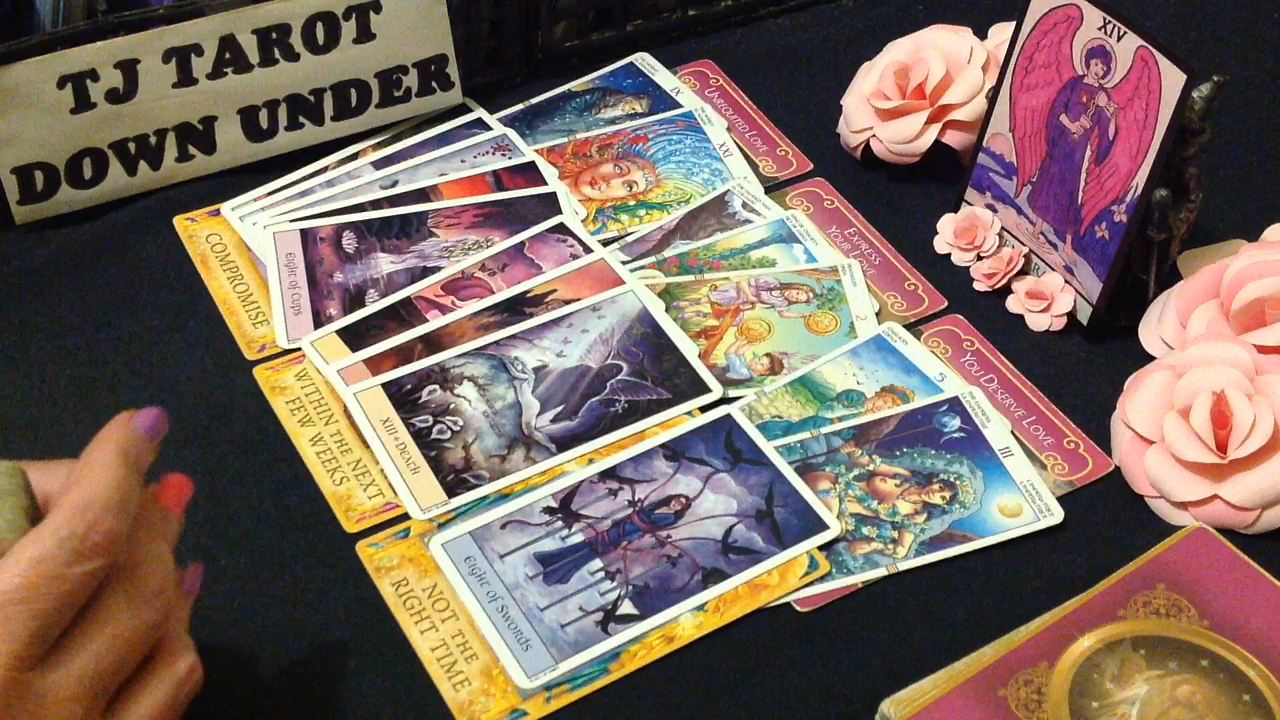 TJ TAROT
DOWN UNDER
IX
UNREQUITED LOVE
XXI
EXPRESS
YOUR LOVE
2
5
YOU DESERVE LOVE
III
XIV
COMPROMISE
EIGHT OF CUPS
WITHIN THE NEXT
FEW WEEKS
XIII + DEATH
NOT THE
RIGHT TIME
EIGHT OF SWORDS